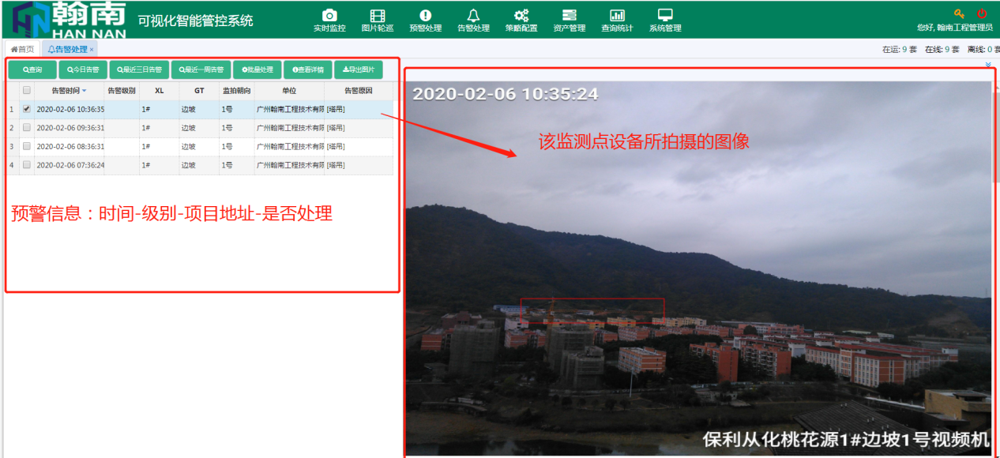 翰南
HAN NAN
可视化智能管控系统
实时监控 图片轮巡 预警处理 告警处理 策略配置 资产管理 查询统计 系统管理
您好, 翰南工程管理员
首页 告警处理 ×
在运: 9 套 在线: 9 套 离线: 0 套
查询 今日告警 最近三日告警 最近一周告警 批量处理 查看详情 导出图片
告警时间 告警级别 XL GT 监拍朝向 单位 告警原因
1 2020-02-06 10:36:35 1# 边坡 1号 广州翰南工程技术有限 [塔吊]
2 2020-02-06 09:36:31 1# 边坡 1号 广州翰南工程技术有限 [塔吊]
3 2020-02-06 08:36:31 1# 边坡 1号 广州翰南工程技术有限 [塔吊]
4 2020-02-06 07:36:24 1# 边坡 1号 广州翰南工程技术有限 [塔吊]
预警信息：时间-级别-项目地址-是否处理
2020-02-06 10:35:24
该监测点设备所拍摄的图像
保利从化桃花源1#边坡1号视频机